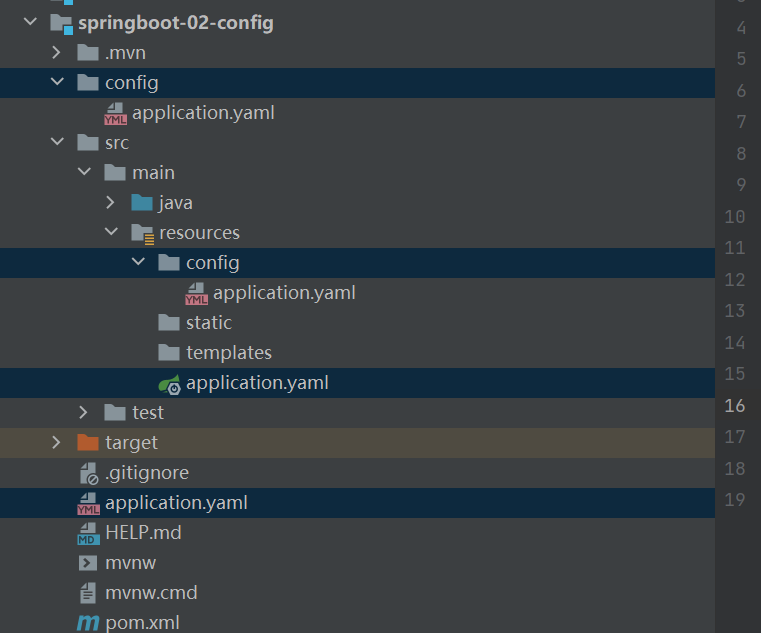 springboot-02-config
.mvn
config
YML application.yaml
src
main
java
resources
config
YML application.yaml
static
templates
application.yaml
test
target
.gitignore
YML application.yaml
MD HELP.md
mvnw
mvnw.cmd
m pom.xml
4
5
6
7
8
9
10
11
12
13
14
15
16
17
18
19